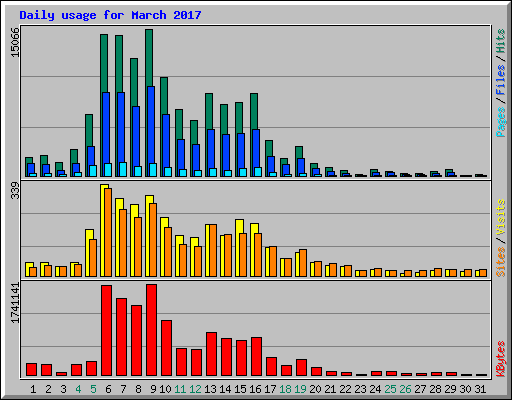 Daily usage for March 2017
15066
339
1741141
Pages / Files / Hits
Sites / Visits
KBytes
1 2 3 4 5 6 7 8 9 10 11 12 13 14 15 16 17 18 19 20 21 22 23 24 25 26 27 28 29 30 31